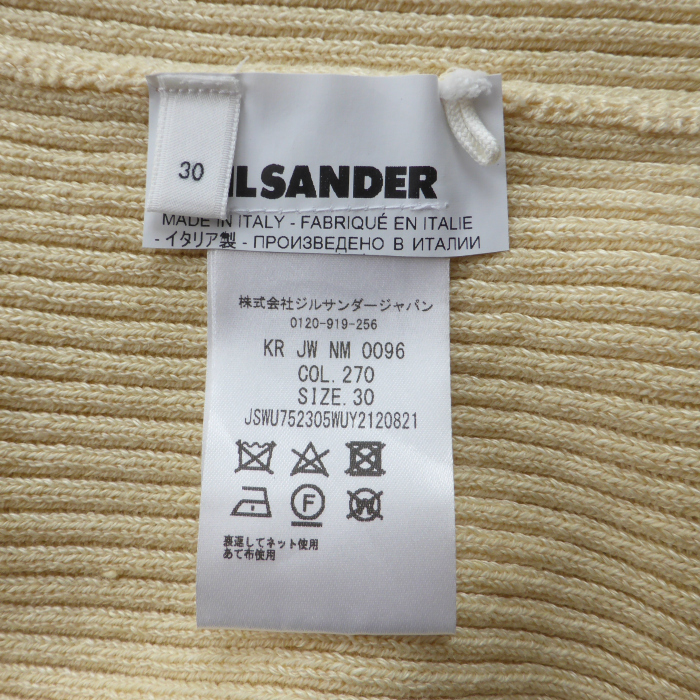 30
IL SANDER
MADE IN ITALY - FABRIQUÉ EN ITALIE
- イタリア製 - ПРОИЗВЕДЕНО В ИТАЛИИ
株式会社ジルサンダージャパン
0120-919-256
KR JW NM 0096
COL. 270
SIZE. 30
JSWU752305WUY2120821
F
W
裏返してネット使用
あて布使用